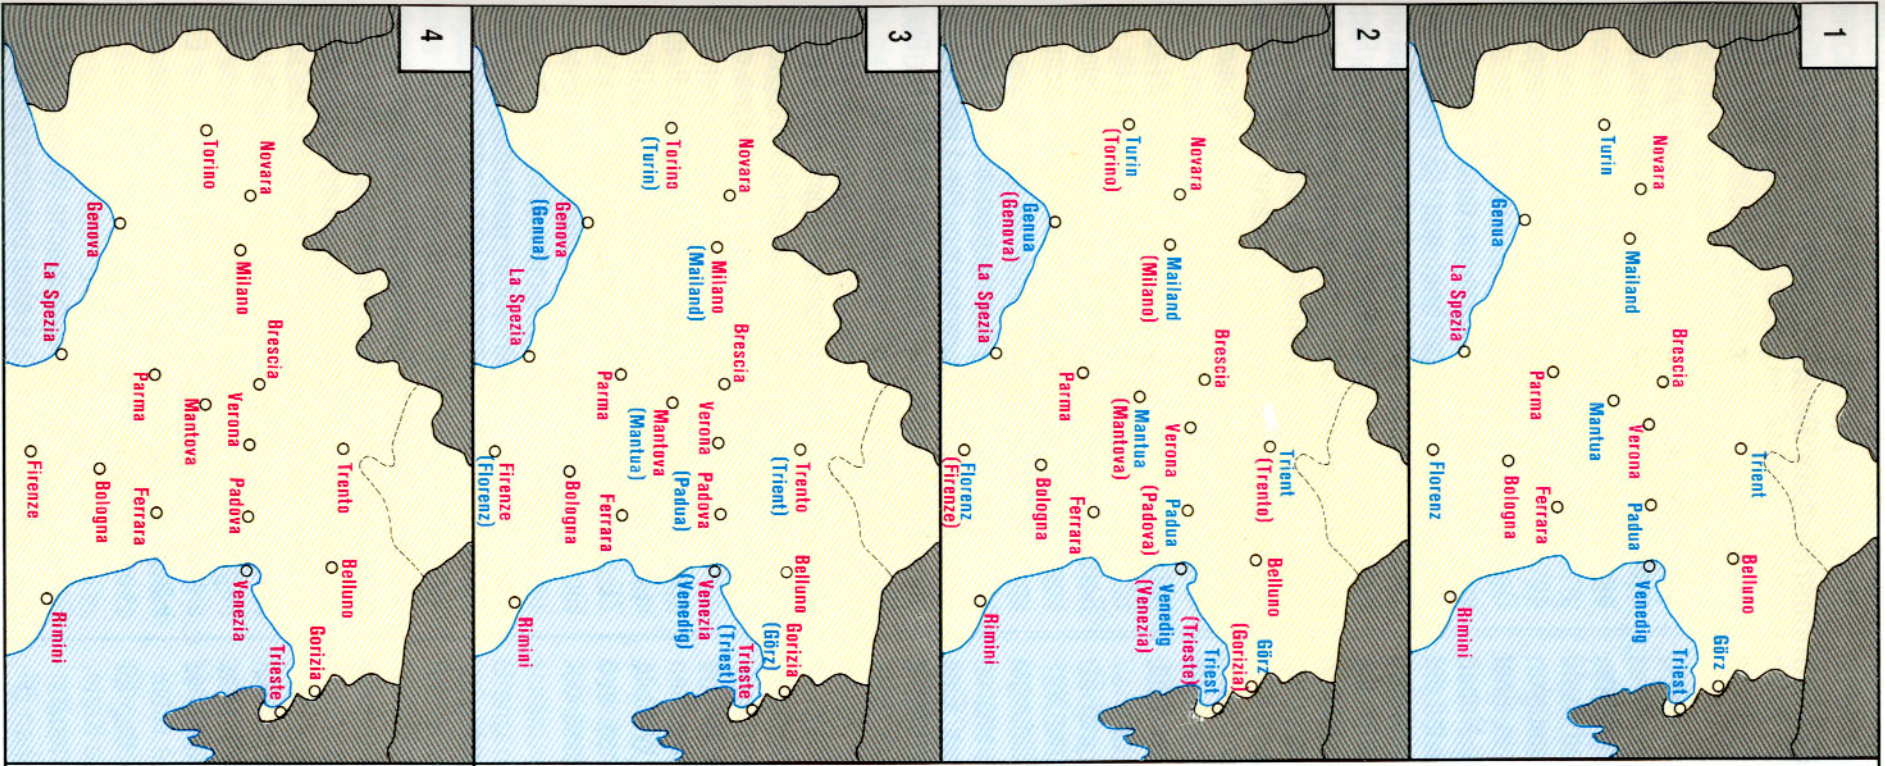 1
Novara
Turin
Mailand
Genua
La Spezia
Brescia
Parma
Mantua
Verona
Trient
Padua
Florenz
Bologna
Ferrara
Belluno
Venedig
Rimini
Görz
Triest
2
Novara
Turin
(Torino)
Mailand
(Milano)
Genua
(Genova)
La Spezia
Brescia
Parma
Mantua
(Mantova)
Verona
Trient
(Trento)
Padua
(Padova)
Florenz
(Firenze)
Bologna
Ferrara
Belluno
Venedig
(Venezia)
Rimini
Görz
(Gorizia)
Triest
(Trieste)
3
Novara
Torino
(Turin)
Milano
(Mailand)
Genova
(Genua)
La Spezia
Brescia
Parma
Mantova
(Mantua)
Verona
Trento
(Trient)
Padova
(Padua)
Firenze
(Florenz)
Bologna
Ferrara
Belluno
Venezia
(Venedig)
Rimini
Gorizia
(Görz)
Trieste
(Triest)
4
Novara
Torino
Milano
Genova
La Spezia
Brescia
Parma
Mantova
Verona
Trento
Padova
Firenze
Bologna
Ferrara
Belluno
Venezia
Rimini
Gorizia
Trieste